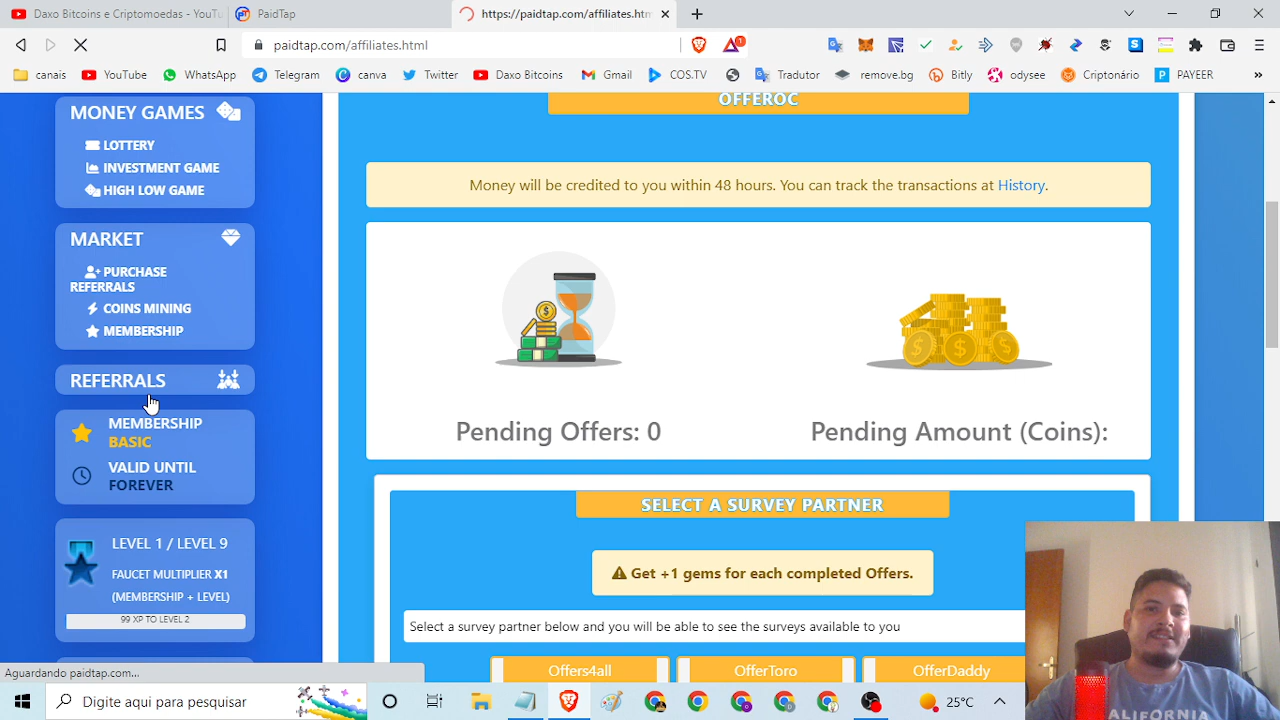 Daxo Bitcoins e Criptomoedas - YouTu
PaidTap
https://paidtap.com/affiliates.htm
paidtap.com/affiliates.html
1
canais
YouTube
WhatsApp
Telegram
canva
Twitter
Daxo Bitcoins
Gmail
COS.TV
Tradutor
remove.bg
Bitly
odysee
Criptonário
PAYEER
»
MONEY GAMES
LOTTERY
INVESTMENT GAME
HIGH LOW GAME
MARKET
PURCHASE
REFERRALS
COINS MINING
MEMBERSHIP
REFERRALS
MEMBERSHIP
BASIC
VALID UNTIL
FOREVER
LEVEL 1 / LEVEL 9
FAUCET MULTIPLIER X1
(MEMBERSHIP + LEVEL)
99 XP TO LEVEL 2
OFFEROC
Money will be credited to you within 48 hours. You can track the transactions at History.
Pending Offers: 0
Pending Amount (Coins):
SELECT A SURVEY PARTNER
Get +1 gems for each completed Offers.
Select a survey partner below and you will be able to see the surveys available to you
Offers4all
OfferToro
OfferDaddy
Aguardando paidtap.com...
Digite aqui para pesquisar
25°C
ALIFORNIA